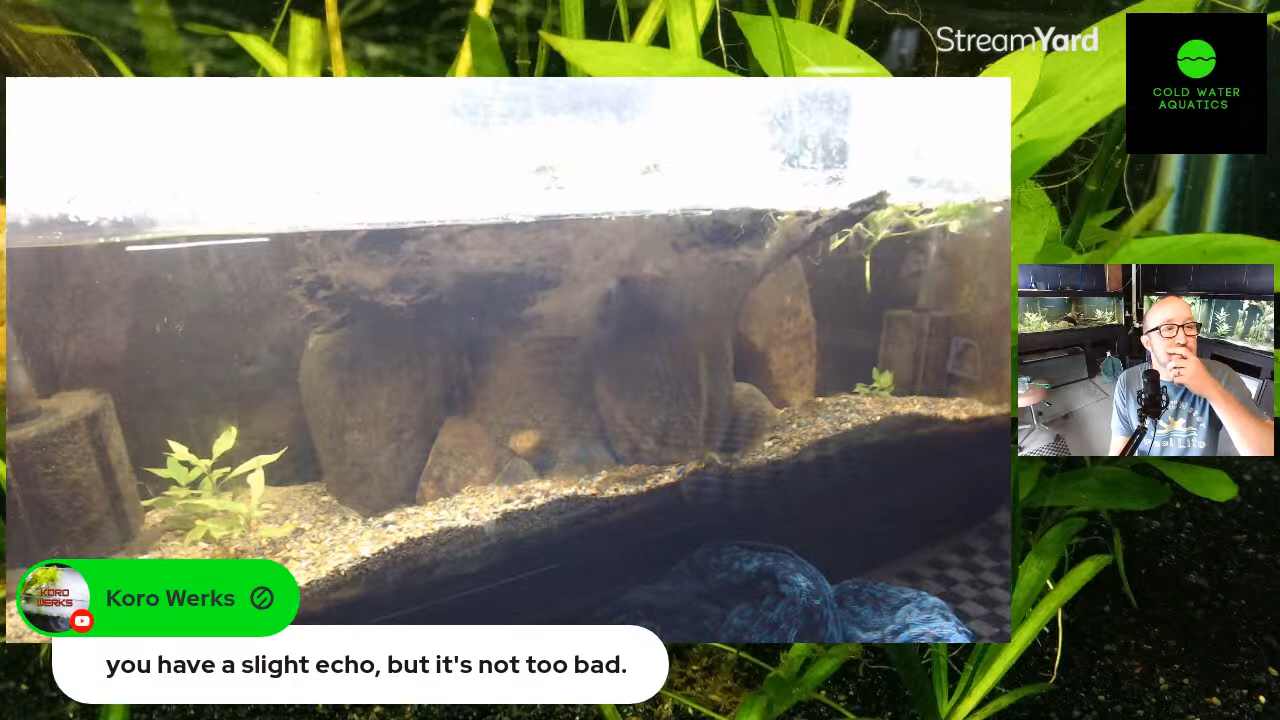 StreamYard
COLD WATER
AQUATICS
KORO
WERKS
Koro Werks
you have a slight echo, but it's not too bad.